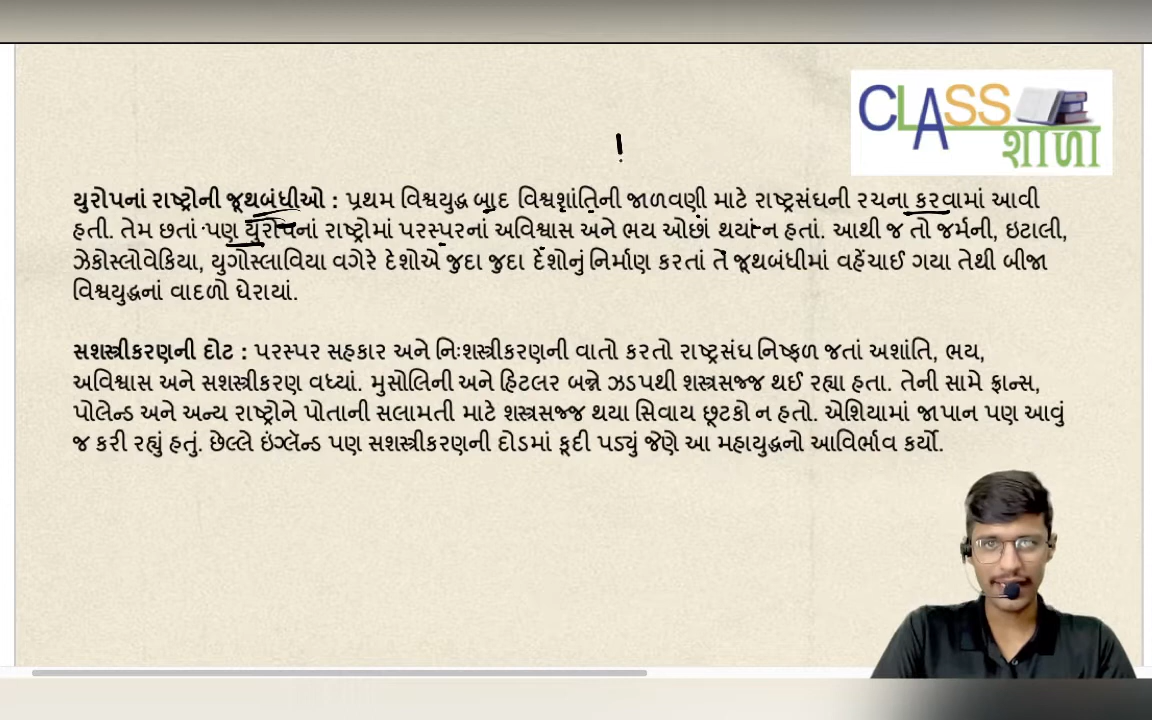 CLASS
શાળા
યુરોપનાં રાષ્ટ્રોની જૂથબંધીઓ : પ્રથમ વિશ્વયુદ્ધ બાદ વિશ્વશાંતિની જાળવણી માટે રાષ્ટ્રસંઘની રચના કરવામાં આવી
હતી. તેમ છતાં પણ યુરોપનાં રાષ્ટ્રોમાં પરસ્પરનાં અવિશ્વાસ અને ભય ઓછાં થયાં ન હતાં. આથી જ તો જર્મની, ઇટાલી,
ઝેકોસ્લોવેકિયા, યુગોસ્લાવિયા વગેરે દેશોએ જુદા જુદા દેશોનું નિર્માણ કરતાં તે જૂથબંધીમાં વહેંચાઈ ગયા તેથી બીજા
વિશ્વયુદ્ધનાં વાદળો ઘેરાયાં.
સશસ્ત્રીકરણની દોટ : પરસ્પર સહકાર અને નિઃશસ્ત્રીકરણની વાતો કરતો રાષ્ટ્રસંઘ નિષ્ફળ જતાં અશાંતિ, ભય,
અવિશ્વાસ અને સશસ્ત્રીકરણ વધ્યાં. મુસોલિની અને હિટલર બન્ને ઝડપથી શસ્ત્રસજ્જ થઈ રહ્યા હતા. તેની સામે ફ્રાન્સ,
પોલેન્ડ અને અન્ય રાષ્ટ્રોને પોતાની સલામતી માટે શસ્ત્રસજ્જ થયા સિવાય છૂટકો ન હતો. એશિયામાં જાપાન પણ આવું
જ કરી રહ્યું હતું. છેલ્લે ઇંગ્લૅન્ડ પણ સશસ્ત્રીકરણની દોડમાં કૂદી પડ્યું જેણે આ મહાયુદ્ધનો આવિર્ભાવ કર્યો.